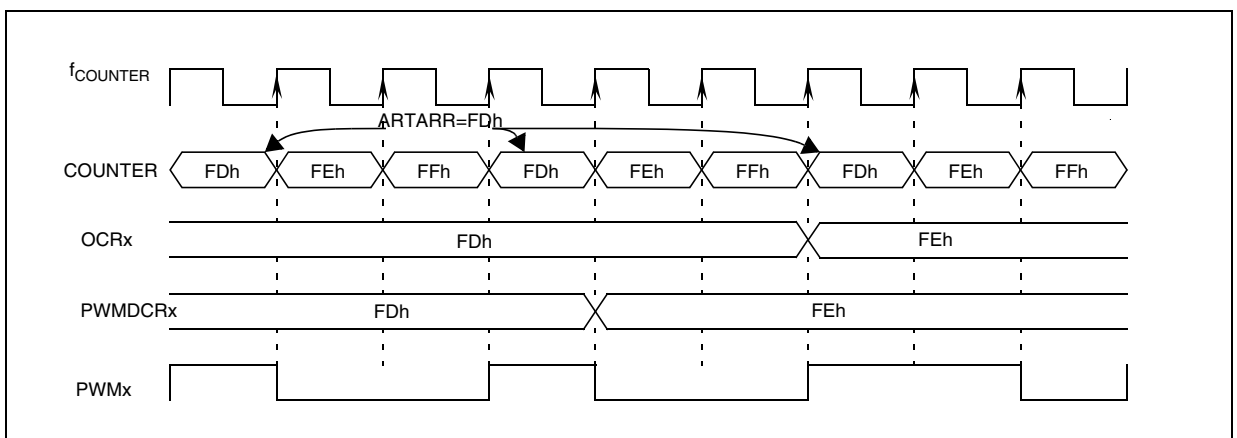 fCOUNTER
ARTARR=FDh
COUNTER FDh FEh FFh FDh FEh FFh FDh FEh FFh
OCRx FDh FEh
PWMDCRx FDh FEh
PWMx